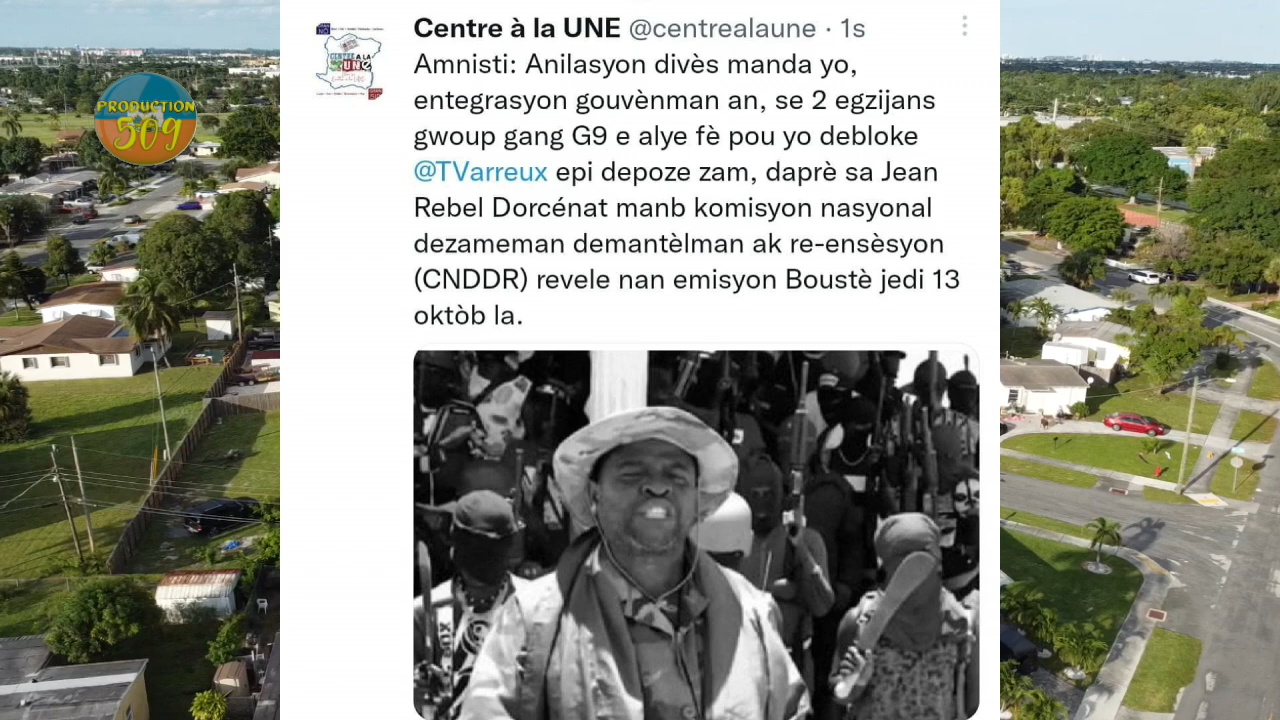 Centre à la UNE @centrealaune · 1s
Amnisti: Anilasyon divès manda yo,
entegrasyon gouvènman an, se 2 egzijans
gwoup gang G9 e alye fè pou yo debloke
@TVarreux epi depoze zam, daprè sa Jean
Rebel Dorcénat manb komisyon nasyonal
dezameman demantèlman ak re-ensèsyon
(CNDDR) revele nan emisyon Boustè jedi 13
oktòb la.
PRODUCTION
509